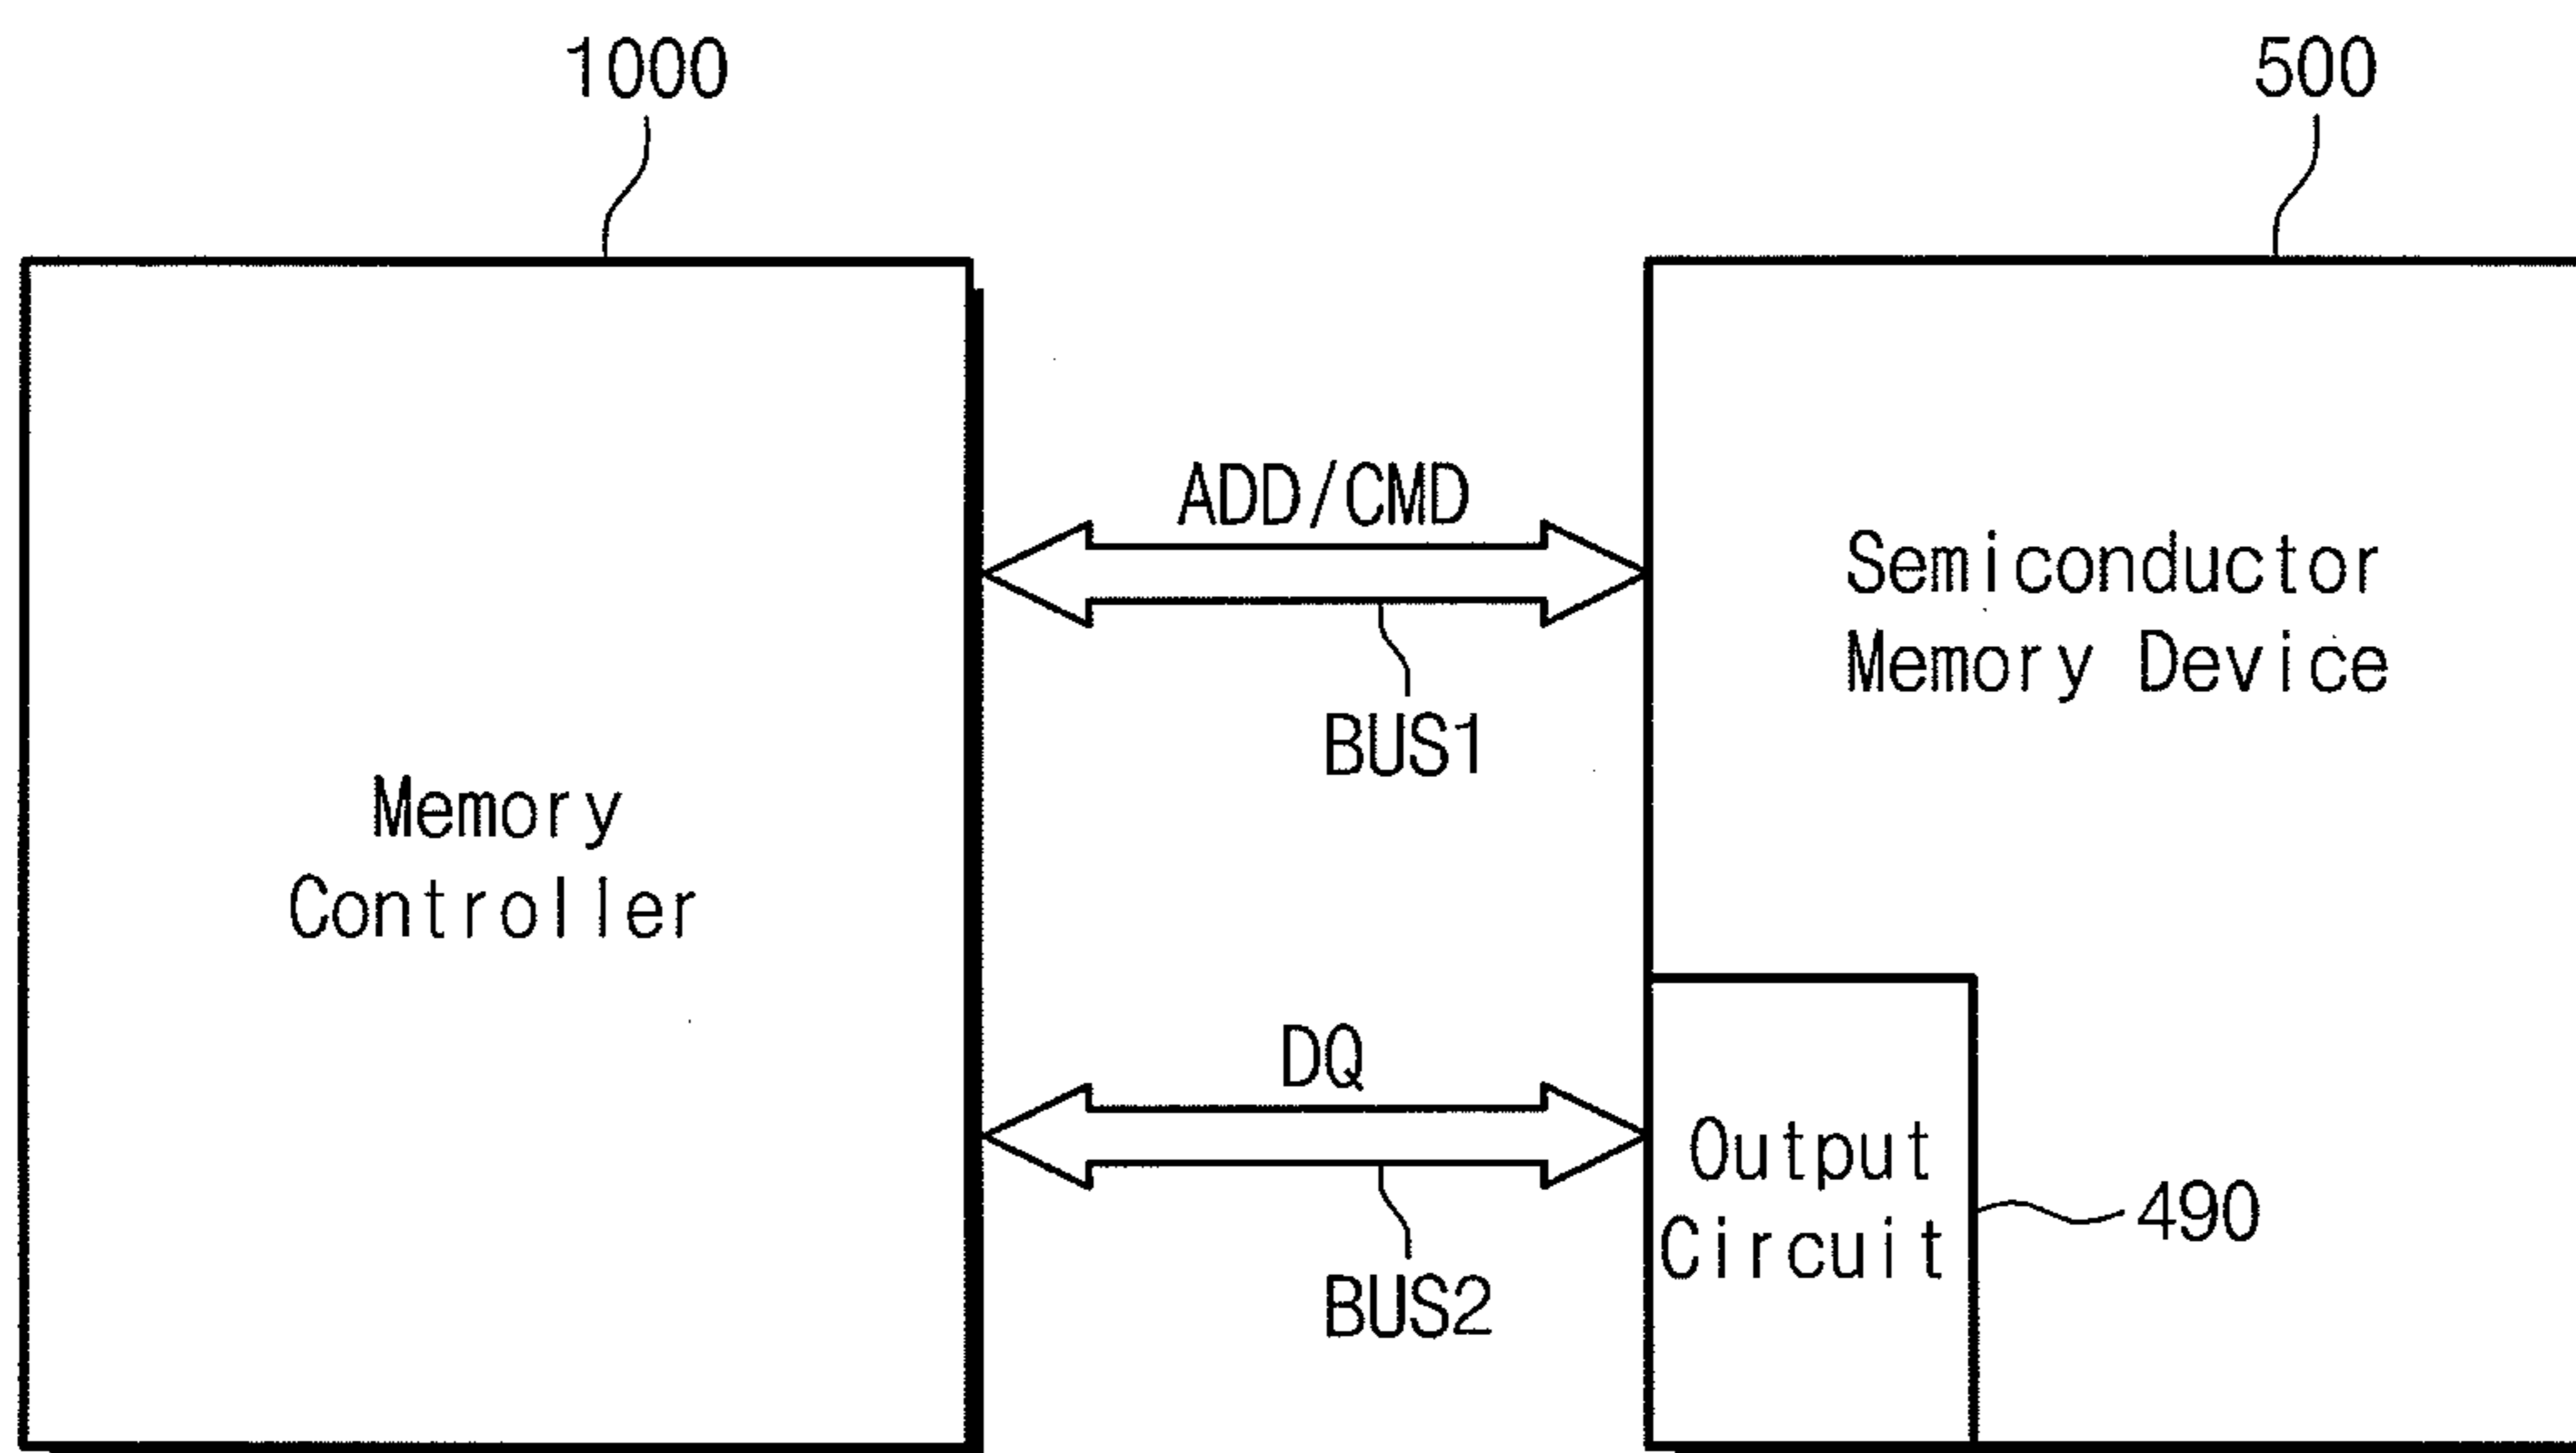 1000
500
ADD/CMD
Semiconductor
Memory Device
BUS1
Memory
Controller
DQ
Output
Circuit
490
BUS2